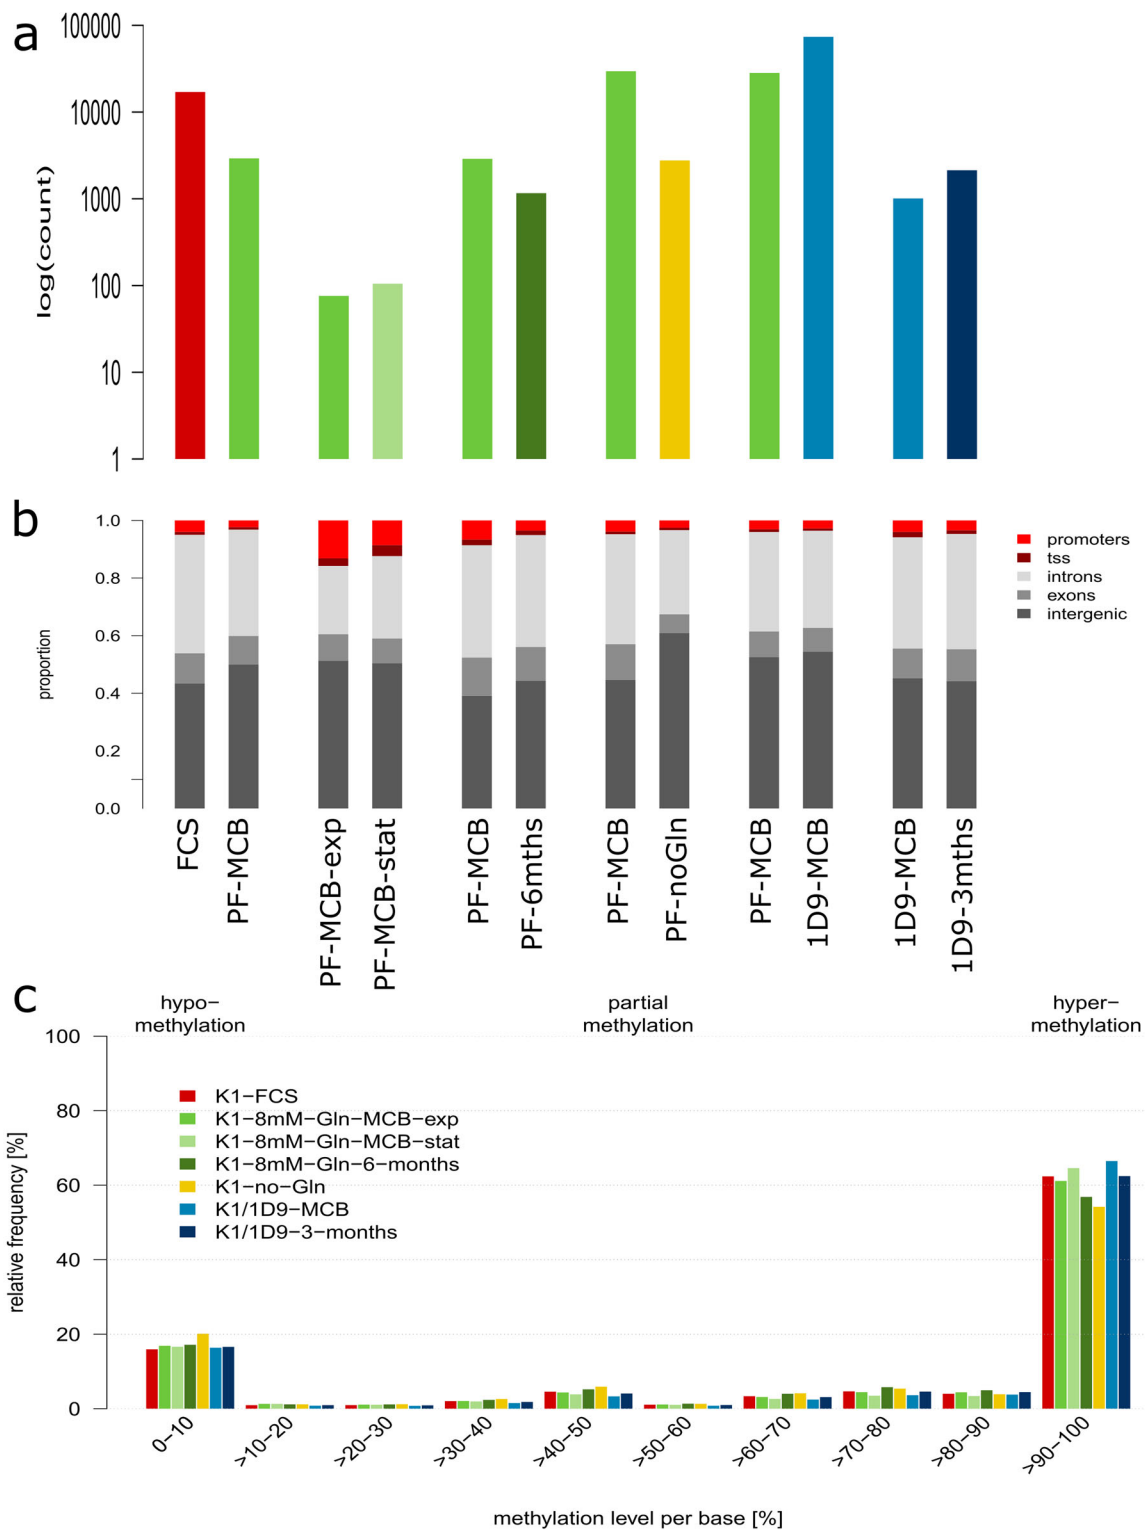 a
100000
10000
1000
100
10
1
log(count)
b
1.0
0.8
0.6
0.4
0.2
0.0
proportion
promoters
tss
introns
exons
intergenic
FCS
PF-MCB
PF-MCB-exp
PF-MCB-stat
PF-MCB
PF-6mths
PF-MCB
PF-noGln
PF-MCB
1D9-MCB
1D9-MCB
1D9-3mths
c
hypo−
methylation
partial
methylation
hyper−
methylation
100
80
60
40
20
0
relative frequency [%]
K1−FCS
K1−8mM−Gln−MCB−exp
K1−8mM−Gln−MCB−stat
K1−8mM−Gln−6−months
K1−no−Gln
K1/1D9−MCB
K1/1D9−3−months
0−10
>10−20
>20−30
>30−40
>40−50
>50−60
>60−70
>70−80
>80−90
>90−100
methylation level per base [%]